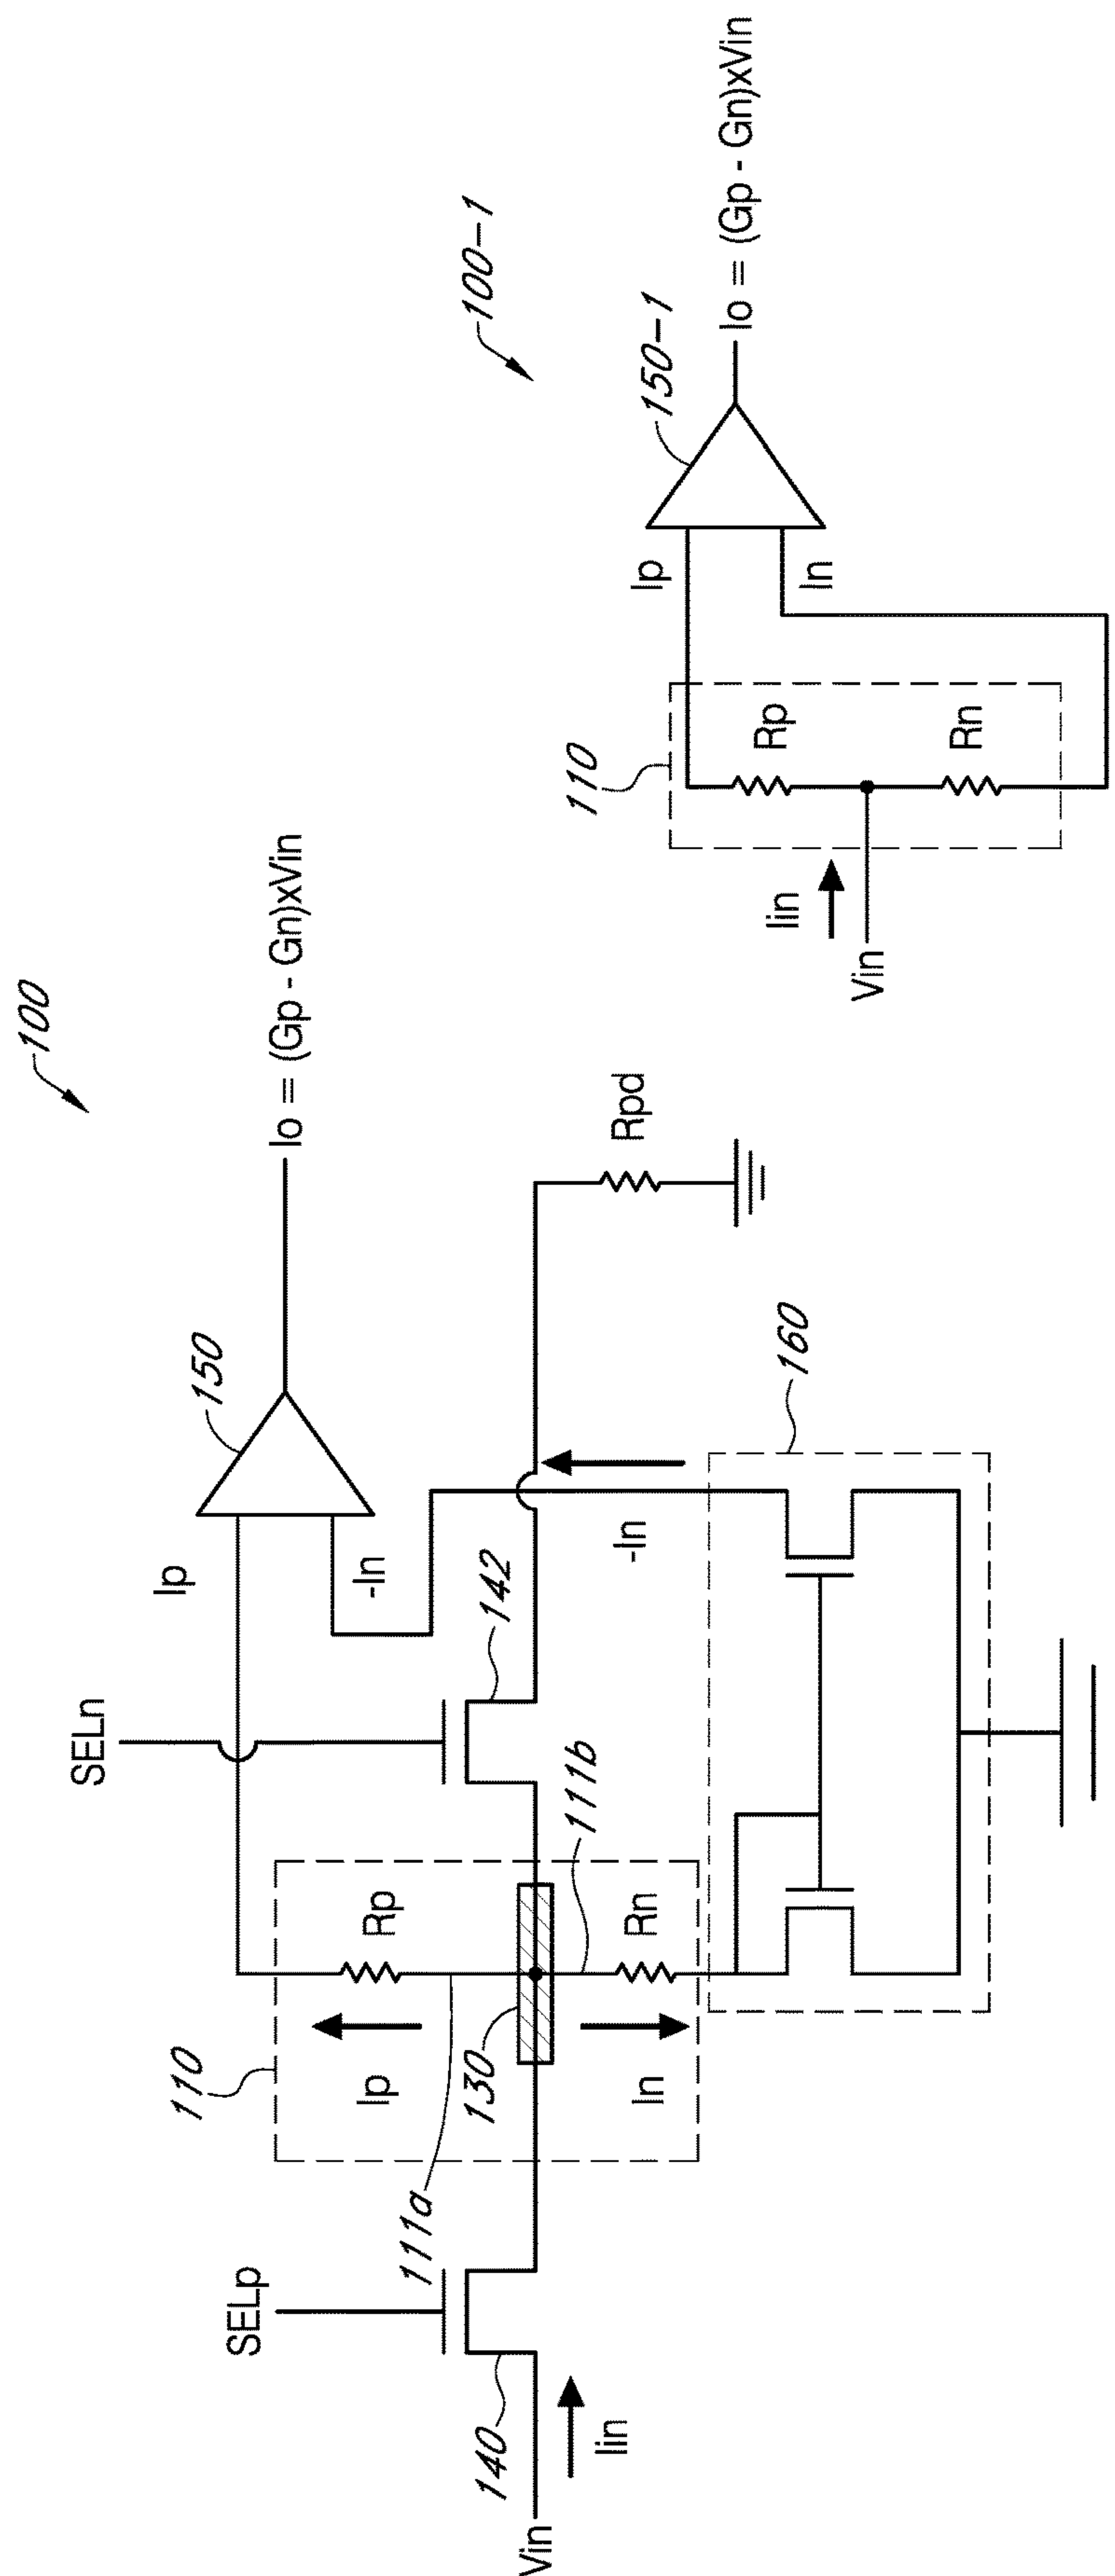 100
Io = (Gp - Gn)xVin
150
Ip
-In
SELn
142
Rpd
110
Rp
Ip
111a
130
111b
Rn
In
-In
160
SELp
140
Vin
Iin
100-1
Io = (Gp - Gn)xVin
150-1
Ip
In
110
Rp
Rn
Iin
Vin